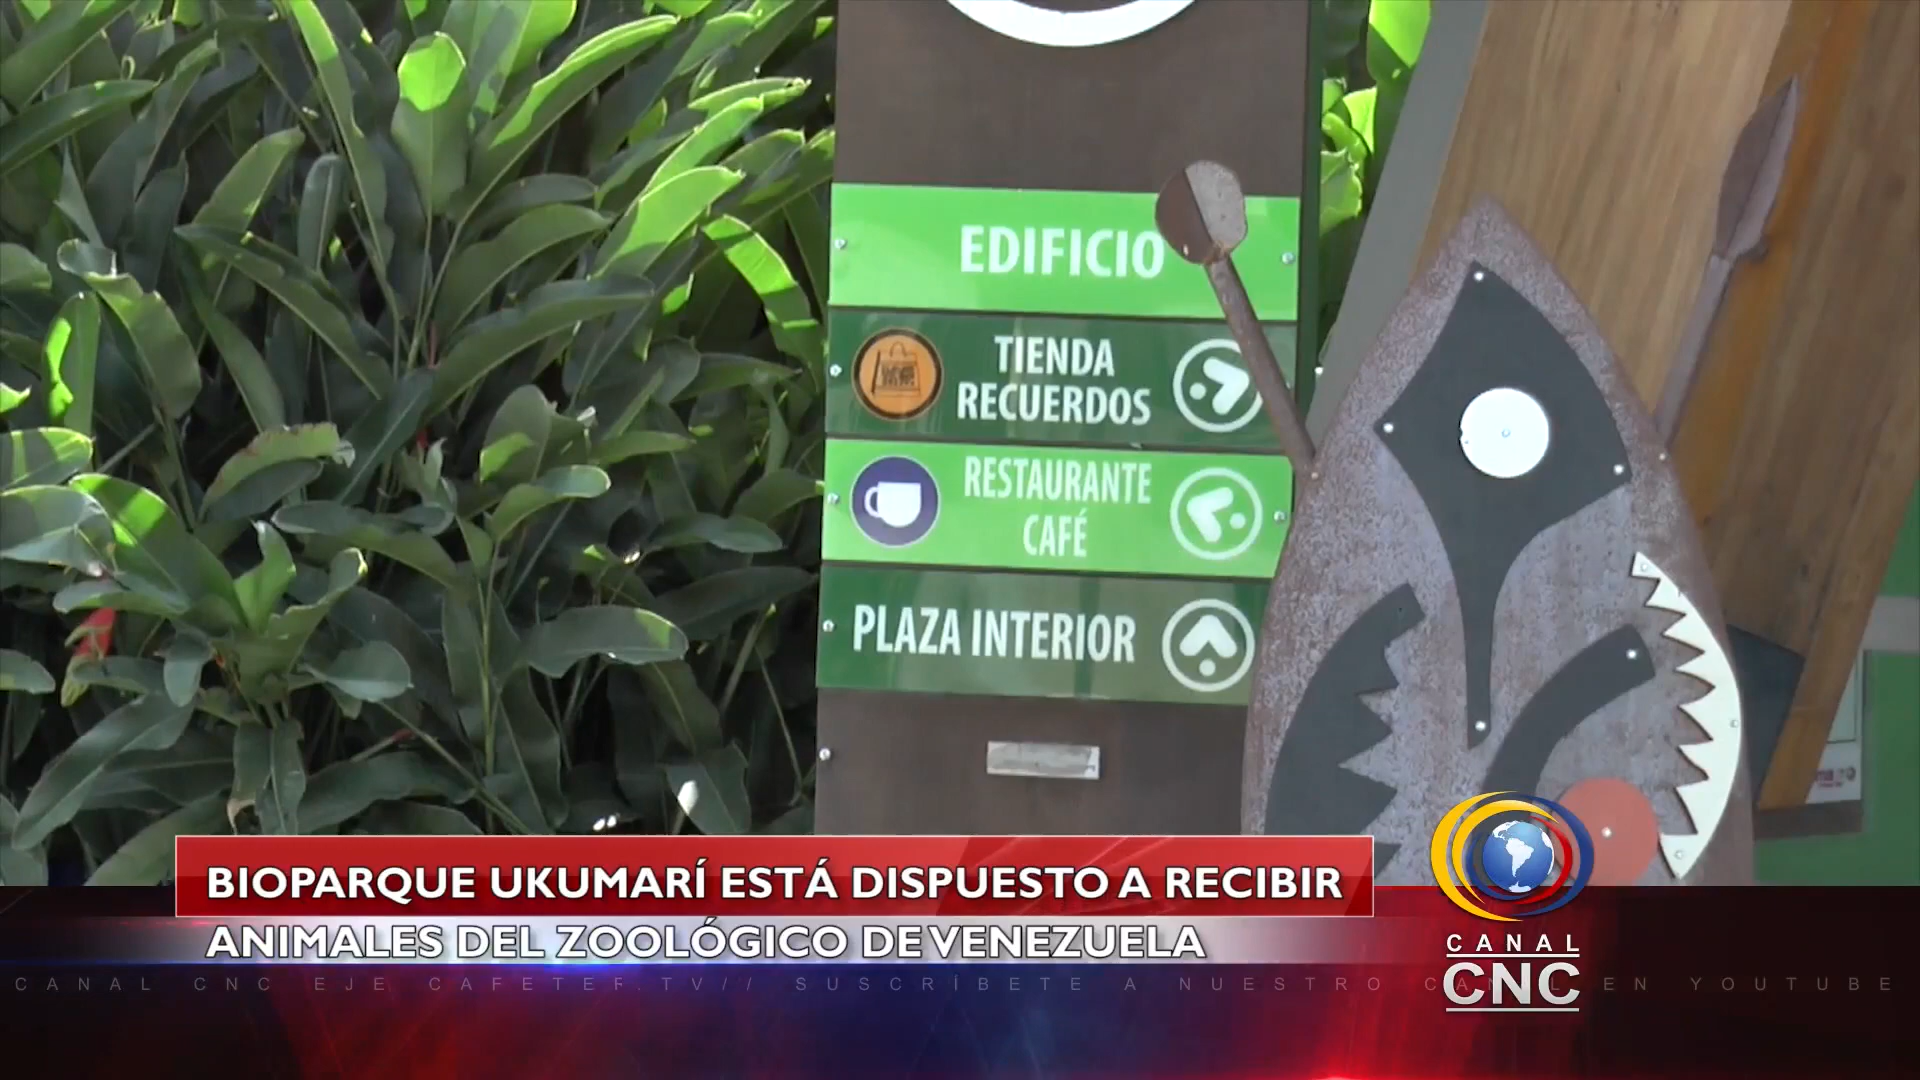 EDIFICIO
TIENDA
RECUERDOS
RESTAURANTE
CAFÉ
PLAZA INTERIOR
BIOPARQUE UKUMARÍ ESTÁ DISPUESTO A RECIBIR
ANIMALES DEL ZOOLÓGICO DE VENEZUELA
CANAL
CNC
CANAL CNC EJE CAFETEF.TV// SUSCRÍBETE A NUESTRO CANAL EN YOUTUBE